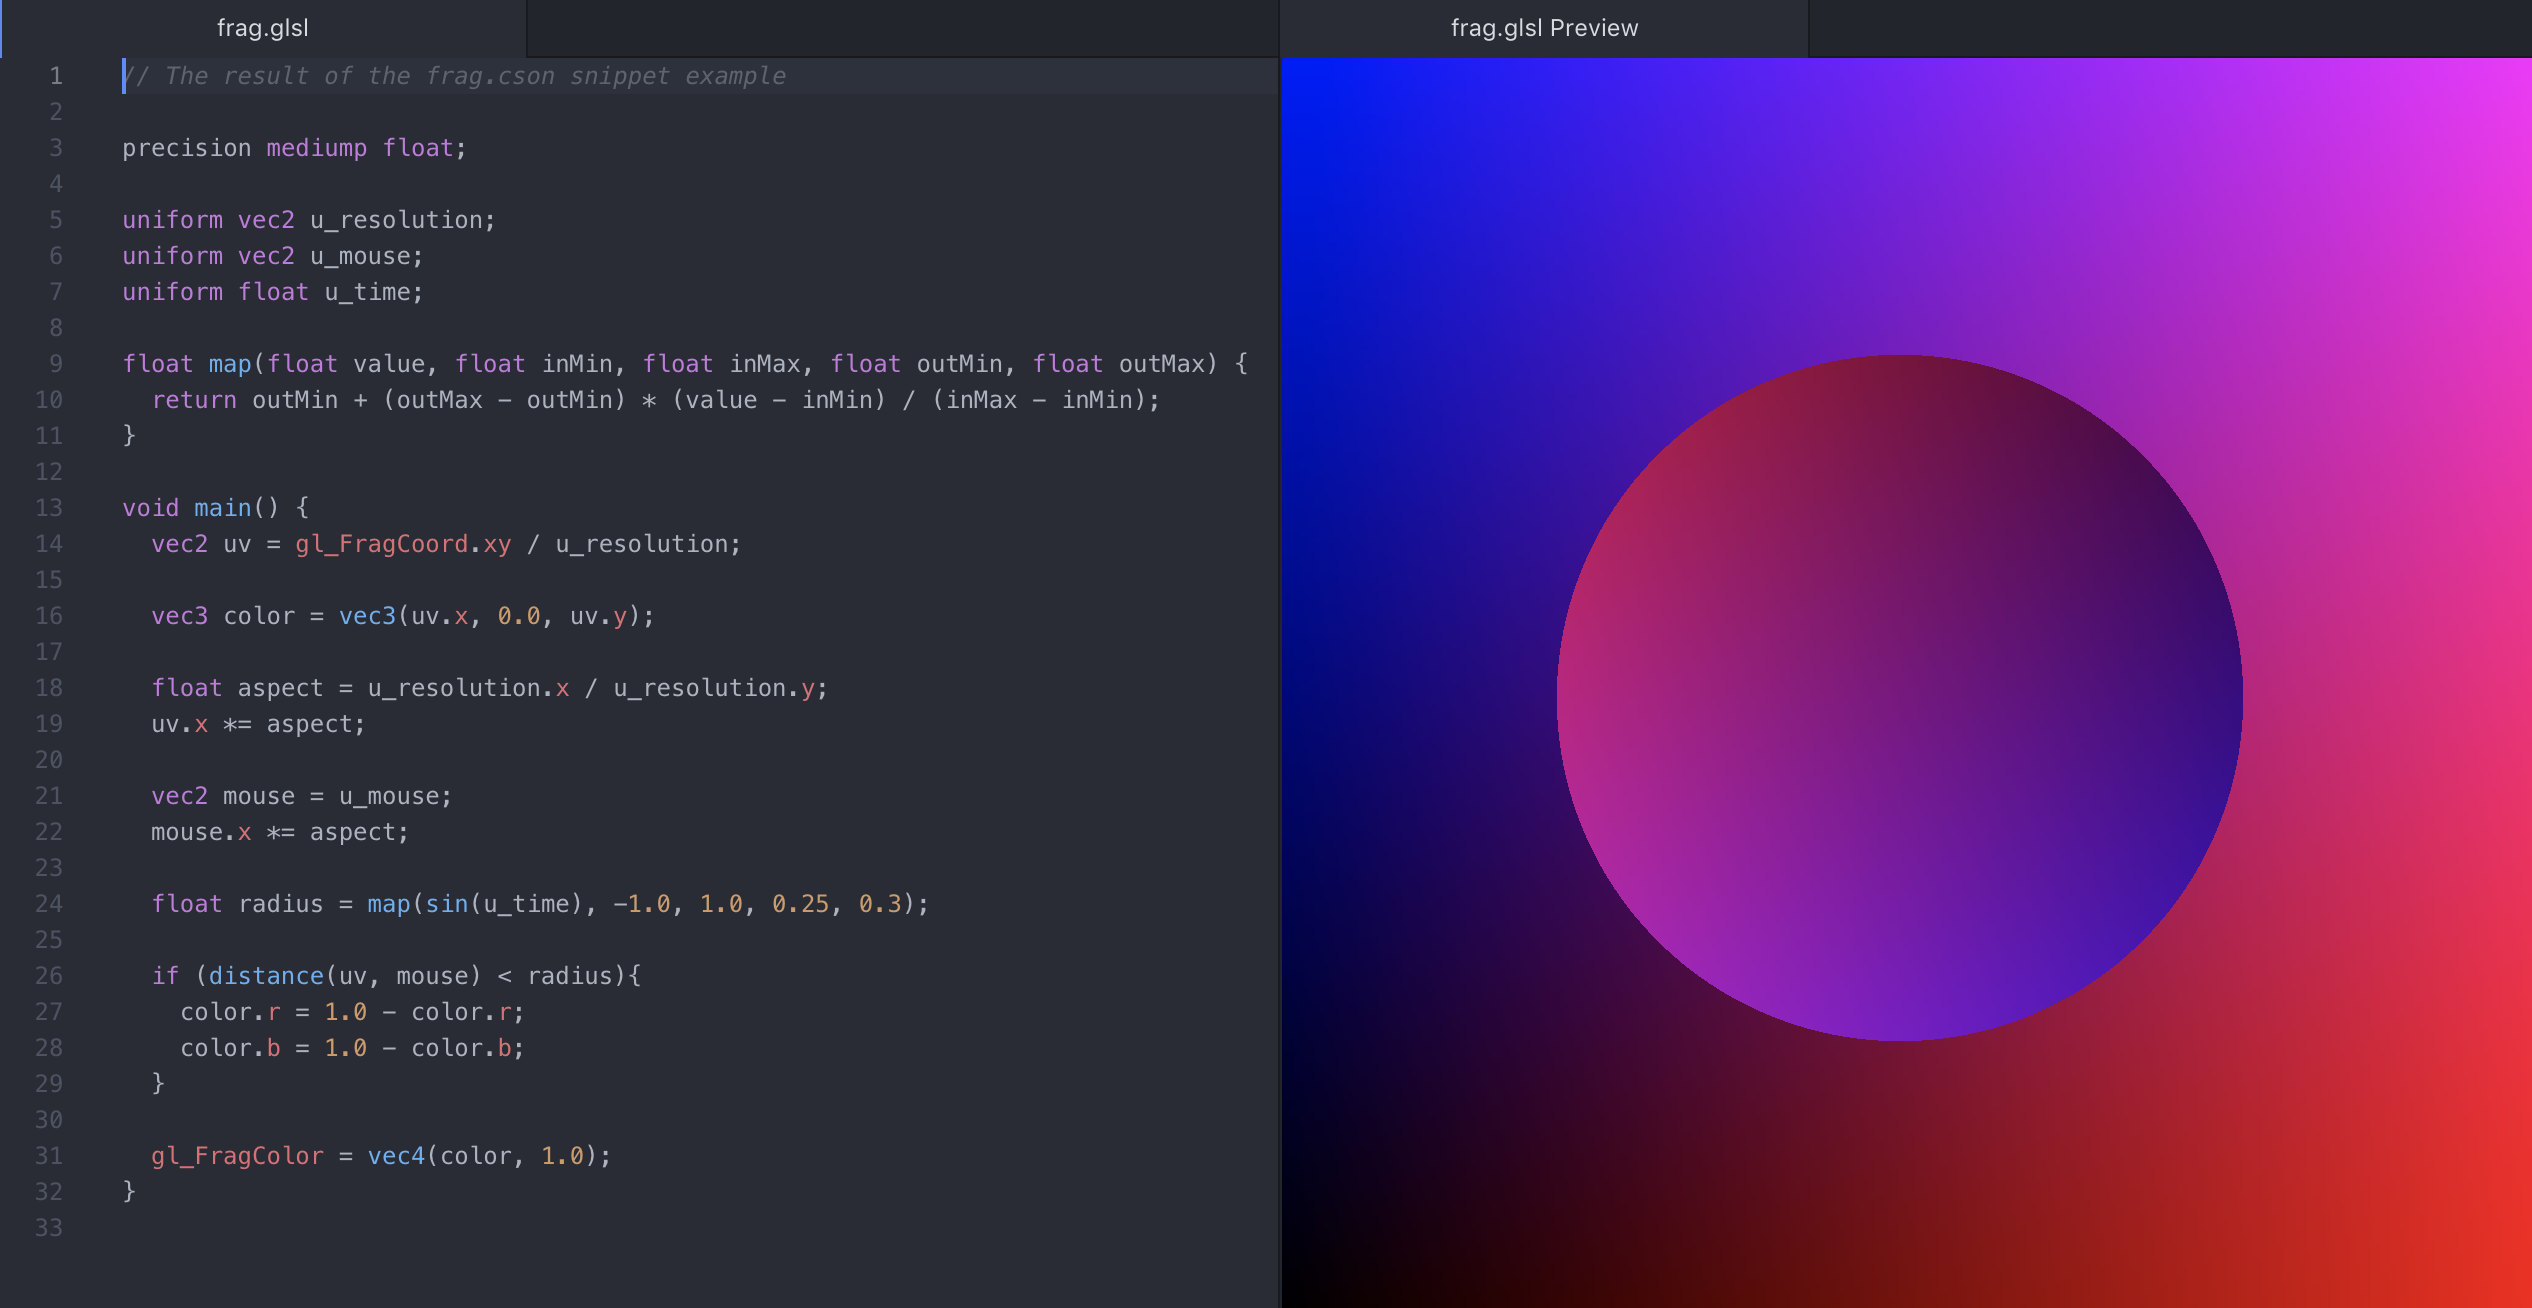 frag.glsl
frag.glsl Preview
1 // The result of the frag.cson snippet example
2
3 precision mediump float;
4
5 uniform vec2 u_resolution;
6 uniform vec2 u_mouse;
7 uniform float u_time;
8
9 float map(float value, float inMin, float inMax, float outMin, float outMax) {
10   return outMin + (outMax - outMin) * (value - inMin) / (inMax - inMin);
11 }
12
13 void main() {
14   vec2 uv = gl_FragCoord.xy / u_resolution;
15
16   vec3 color = vec3(uv.x, 0.0, uv.y);
17
18   float aspect = u_resolution.x / u_resolution.y;
19   uv.x *= aspect;
20
21   vec2 mouse = u_mouse;
22   mouse.x *= aspect;
23
24   float radius = map(sin(u_time), -1.0, 1.0, 0.25, 0.3);
25
26   if (distance(uv, mouse) < radius){
27     color.r = 1.0 - color.r;
28     color.b = 1.0 - color.b;
29   }
30
31   gl_FragColor = vec4(color, 1.0);
32 }
33